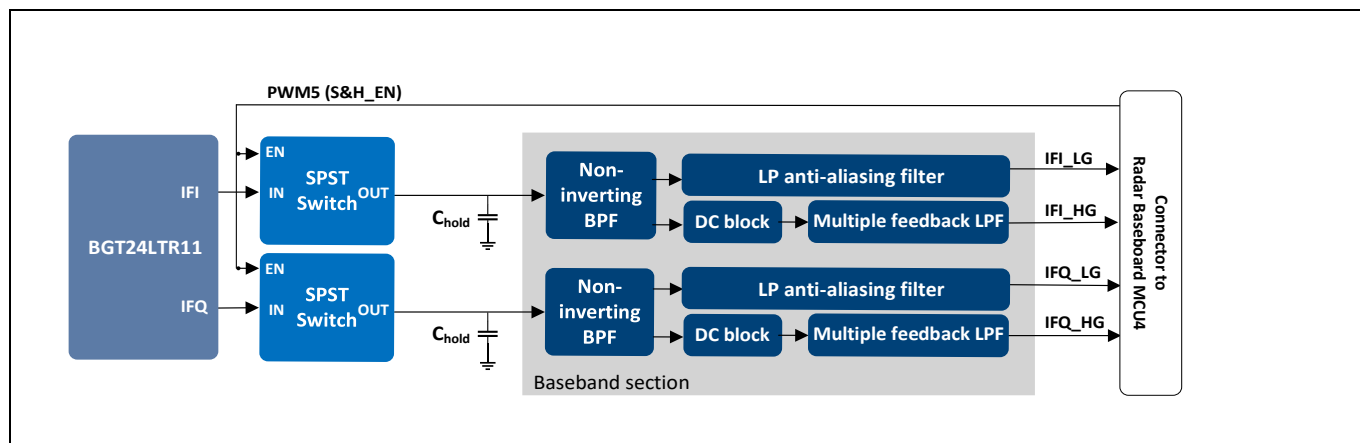 PWM5 (S&H_EN)
BGT24LTR11
IFI
IFQ
EN
IN
SPST
Switch
OUT
C hold
EN
IN
SPST
Switch
OUT
C hold
Non-
inverting
BPF
LP anti-aliasing filter
DC block
Multiple feedback LPF
Non-
inverting
BPF
LP anti-aliasing filter
DC block
Multiple feedback LPF
Baseband section
IFI_LG
IFI_HG
IFQ_LG
IFQ_HG
Connector to
Radar Baseboard MCU4